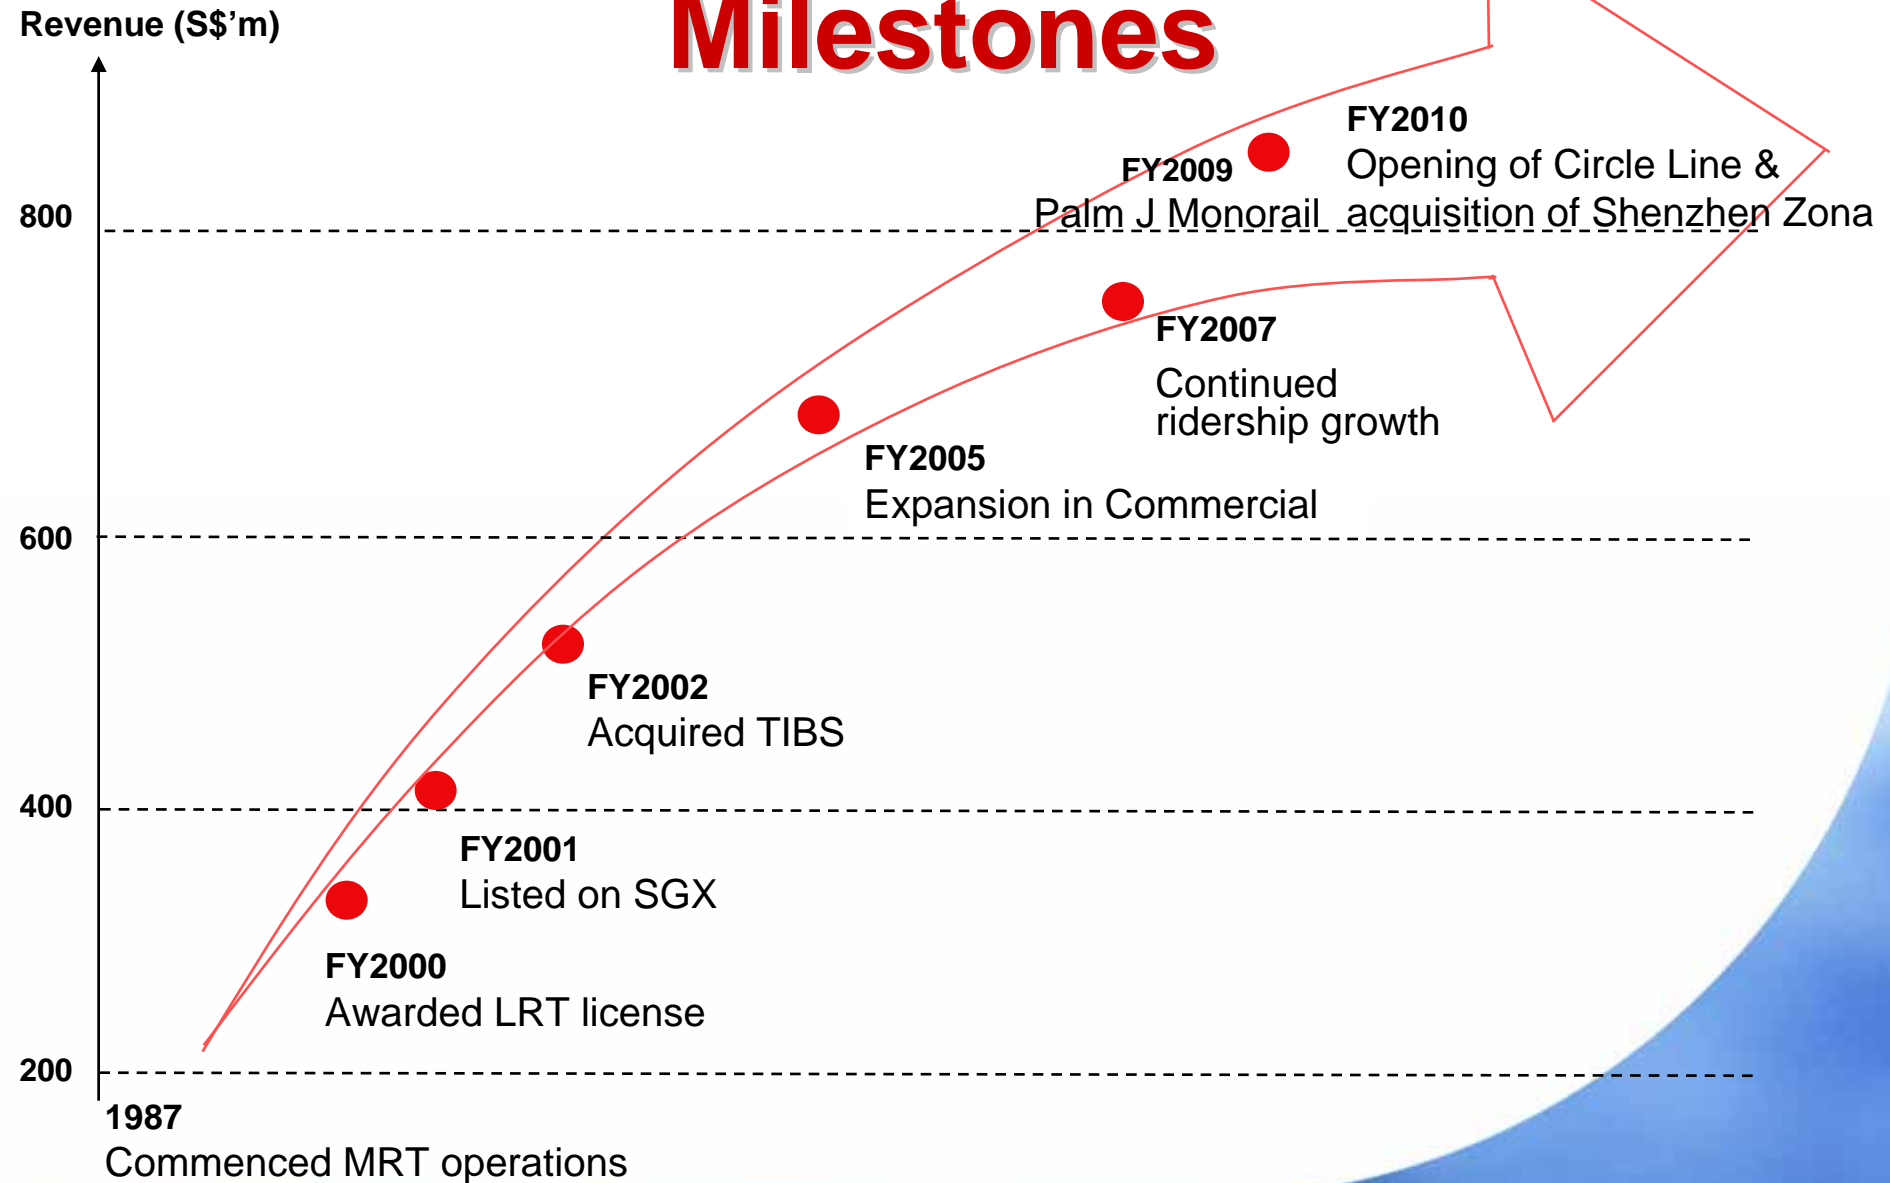 Milestones
Revenue (S$’m)
FY2010
Opening of Circle Line &
acquisition of Shenzhen Zona
FY2009
Palm J Monorail
800
FY2007
Continued
ridership growth
FY2005
Expansion in Commercial
600
FY2002
Acquired TIBS
400
FY2001
Listed on SGX
FY2000
Awarded LRT license
200
1987
Commenced MRT operations